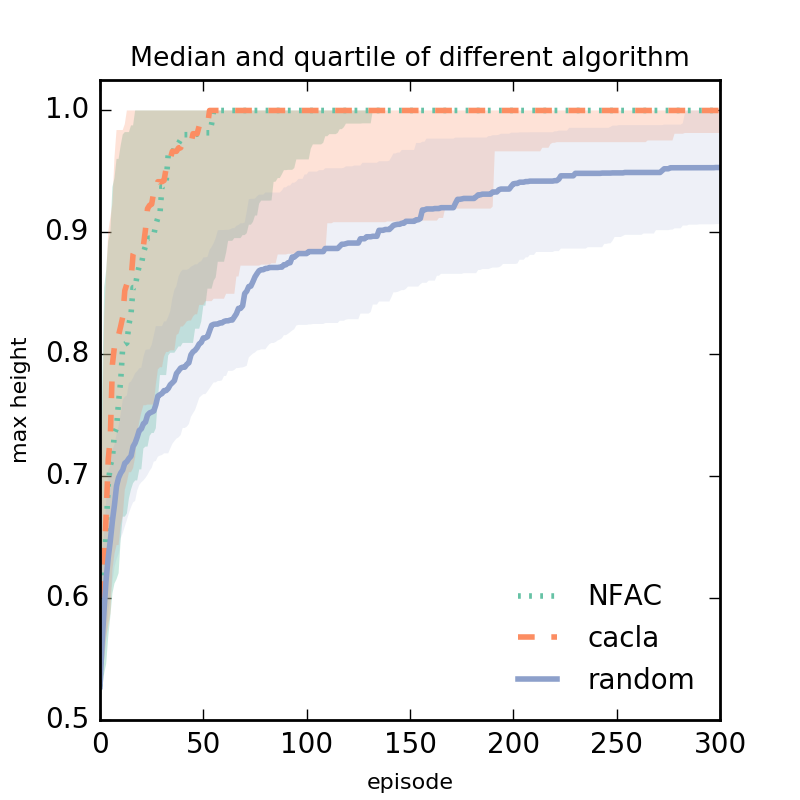 Median and quartile of different algorithm
1.0
0.9
0.8
0.7
0.6
0.5
max height
NFAC
cacla
random
0 50 100 150 200 250 300
episode